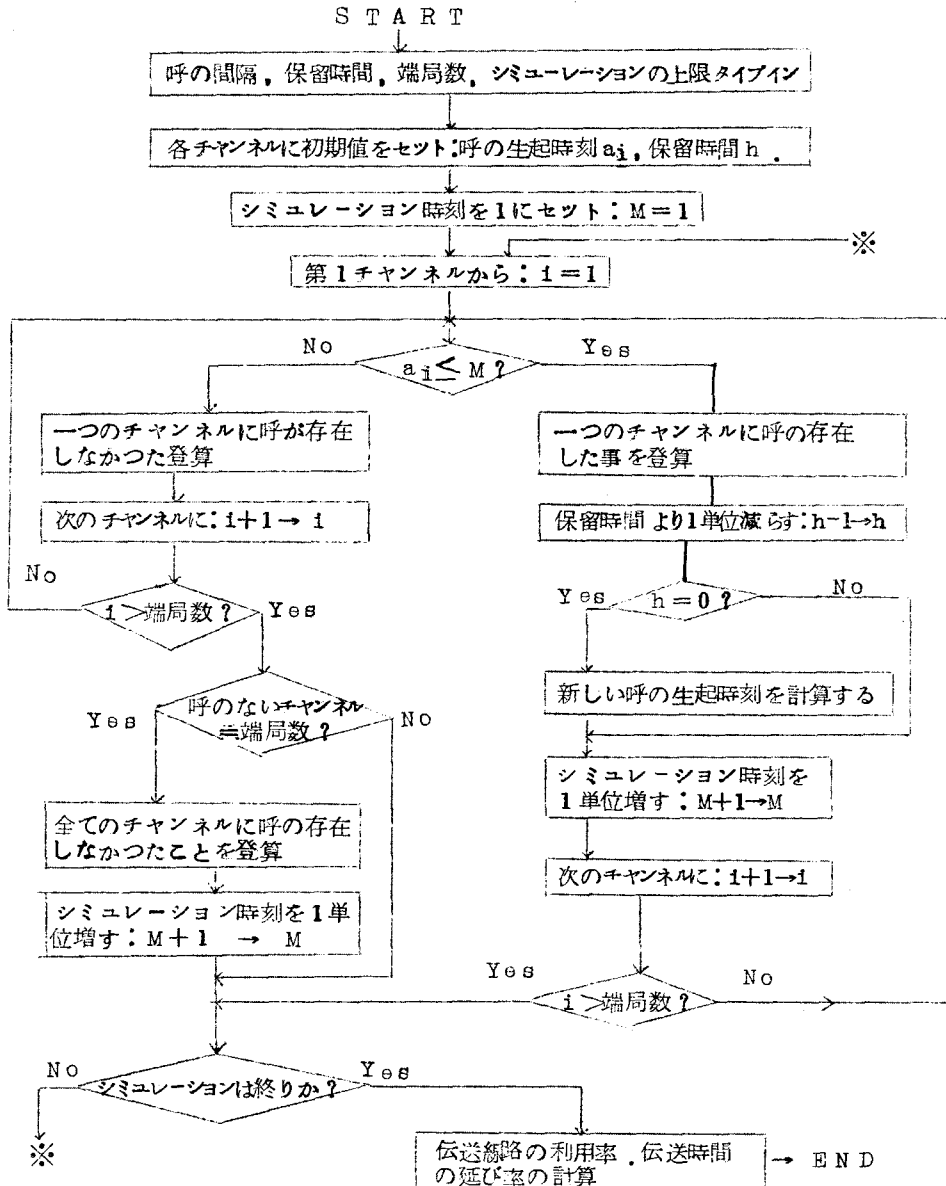 START
呼の間隔，保留時間，端局数，シミューレーションの上限タイプイン
各チャンネルに初期値をセット：呼の生起時刻ai，保留時間h．
シミュレーション時刻を1にセット：M＝1
※
第1チャンネルから：i＝1
No
Yes
ai≦M？
一つのチャンネルに呼が存在
しなかつた登算
一つのチャンネルに呼の存在
した事を登算
次のチャンネルに：i+1→i
保留時間より1単位減らす：h-1→h
No
i＞端局数？
Yes
Yes
h＝0？
No
呼のないチャンネル
＝端局数？
Yes
No
新しい呼の生起時刻を計算する
シミュレーション時刻を
1単位増す：M+1→M
全てのチャンネルに呼の存在
しなかつたことを登算
次のチャンネルに：i+1→i
シミュレーション時刻を1単
位増す：M+1 → M
Yes
i＞端局数？
No
No
シミュレーションは終りか？
Yes
※
伝送線路の利用率．伝送時間
の延び率の計算
→ END